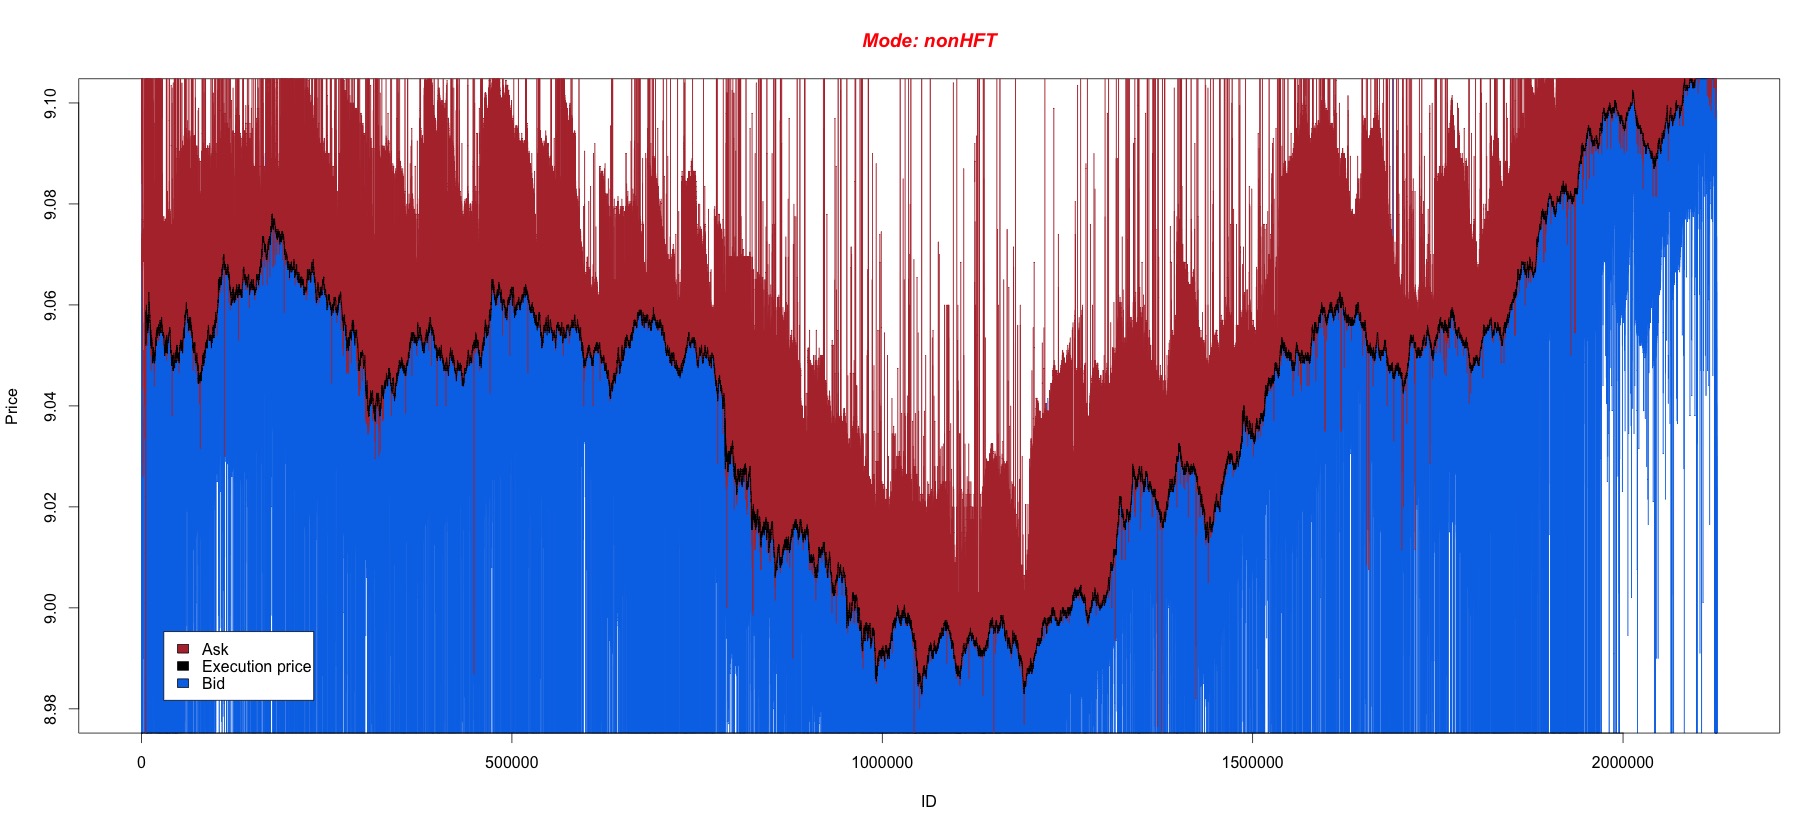 Mode: nonHFT
Price
9.10
9.08
9.06
9.04
9.02
9.00
8.98
Ask
Execution price
Bid
0 500000 1000000 1500000 2000000
ID